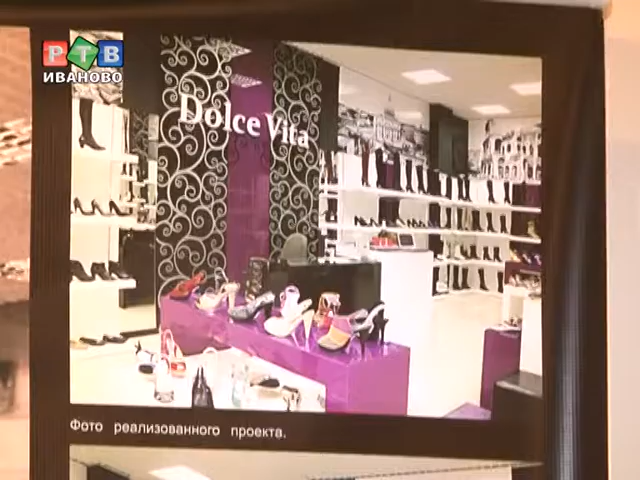 РТВ
ИВАНОВО
Dolce Vita
Фото реализованного проекта.